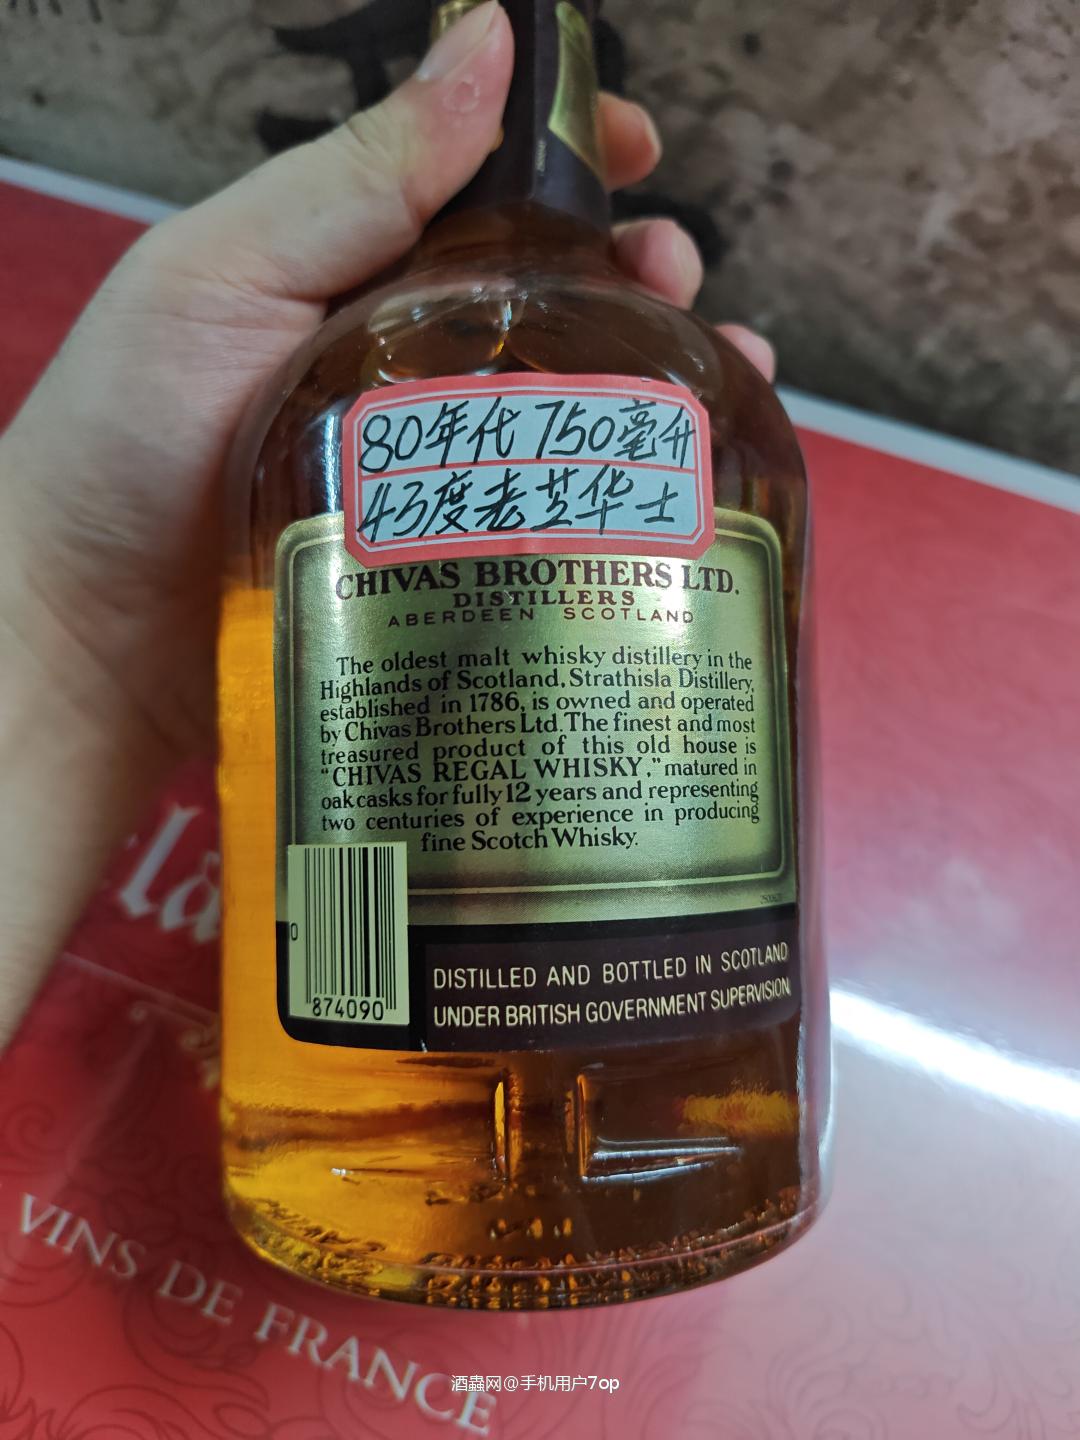 80年代 750毫升
43度老芝华士
CHIVAS BROTHERS LTD.
DISTILLERS
ABERDEEN SCOTLAND
The oldest malt whisky distillery in the
Highlands of Scotland, Strathisla Distillery,
established in 1786, is owned and operated
by Chivas Brothers Ltd. The finest and most
treasured product of this old house is
“CHIVAS REGAL WHISKY,” matured in
oak casks for fully 12 years and representing
two centuries of experience in producing
fine Scotch Whisky.
0
874090
DISTILLED AND BOTTLED IN SCOTLAND
UNDER BRITISH GOVERNMENT SUPERVISION
VINS DE FRANCE
酒蟲网@手机用户7op